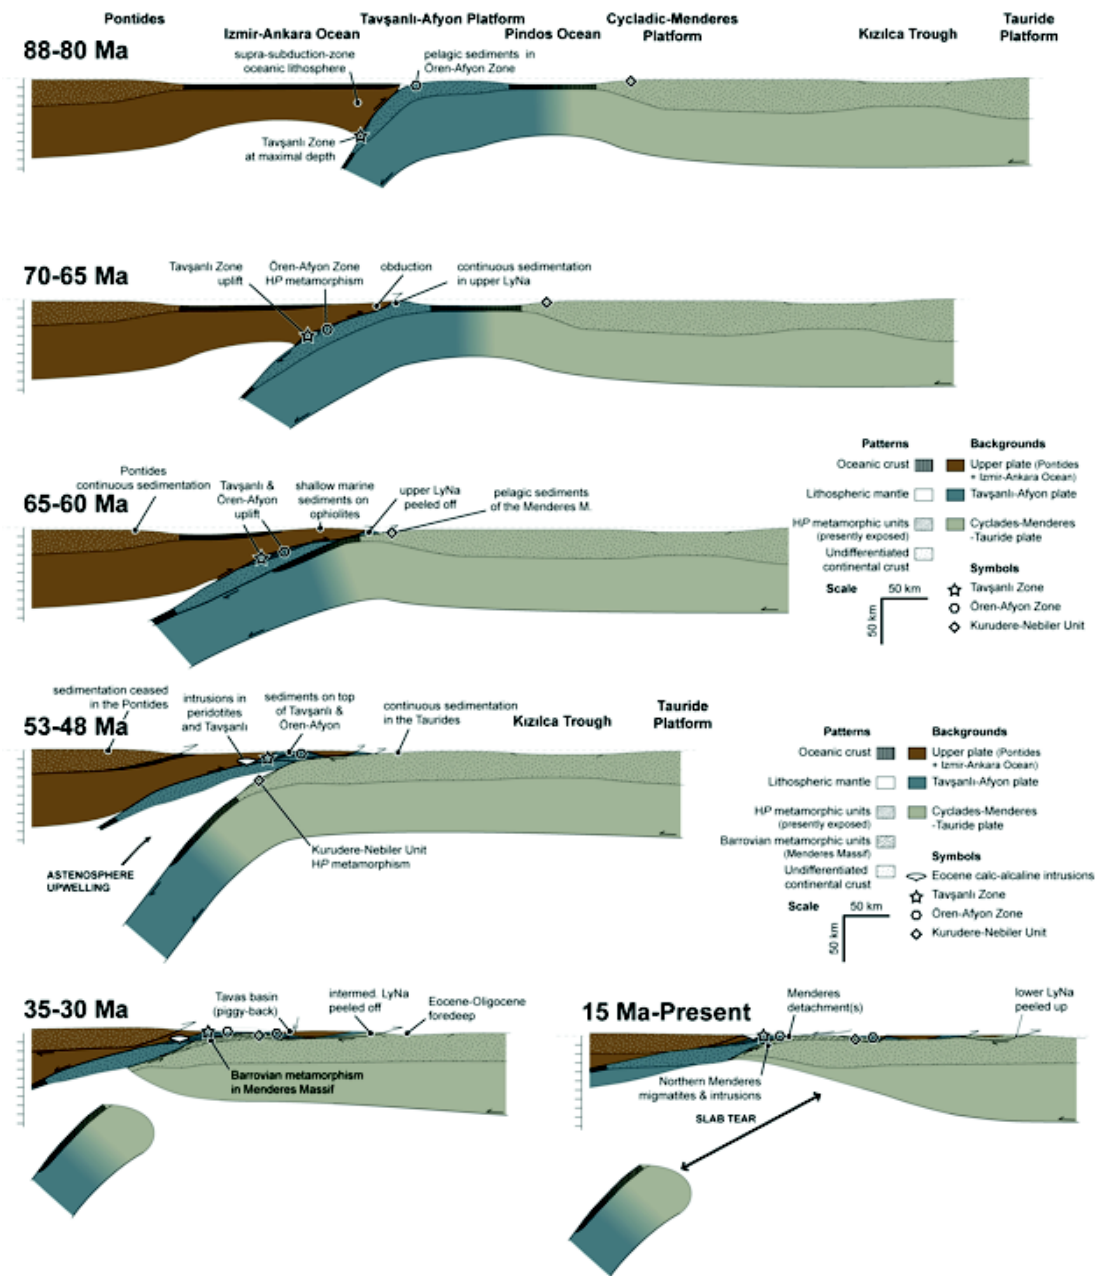 Pontides
Tavşanlı-Afyon Platform
Cycladic-Menderes
Platform
Tauride
Platform
Izmir-Ankara Ocean
Pindos Ocean
Kızılca Trough
88-80 Ma
supra-subduction-zone
oceanic lithosphere
pelagic sediments in
Ören-Afyon Zone
Tavşanlı Zone
at maximal depth
70-65 Ma
Tavşanlı Zone
uplift
Ören-Afyon Zone
HP metamorphism
obduction
continuous sedimentation
in upper LyNa
65-60 Ma
Pontides
continuous sedimentation
Tavşanlı &
Ören-Afyon
uplift
shallow marine
sediments on
ophiolites
upper LyNa
peeled off
pelagic sediments
of the Menderes M.
Patterns
Backgrounds
Oceanic crust
Upper plate (Pontides
+ Izmir-Ankara Ocean)
Lithospheric mantle
Tavşanlı-Afyon plate
HP metamorphic units
(presently exposed)
Cyclades-Menderes
-Tauride plate
Undifferentiated
continental crust
Symbols
Scale
50 km
50 km
Tavşanlı Zone
Ören-Afyon Zone
Kurudere-Nebiler Unit
53-48 Ma
sedimentation ceased
in the Pontides
intrusions in
peridotites
and Tavşanlı
sediments on top
of Tavşanlı &
Ören-Afyon
continuous sedimentation
in the Taurides
Kızılca Trough
Tauride
Platform
Kurudere-Nebiler Unit
HP metamorphism
ASTENOSPHERE
UPWELLING
Patterns
Backgrounds
Oceanic crust
Upper plate (Pontides
+ Izmir-Ankara Ocean)
Lithospheric mantle
Tavşanlı-Afyon plate
HP metamorphic units
(presently exposed)
Cyclades-Menderes
-Tauride plate
Barrovian metamorphic units
(Menderes Massif)
Symbols
Undifferentiated
continental crust
Eocene calc-alcaline intrusions
Scale
50 km
50 km
Tavşanlı Zone
Ören-Afyon Zone
Kurudere-Nebiler Unit
35-30 Ma
Tavas basin
(piggy-back)
intermed. LyNa
peeled off
Eocene-Oligocene
foredeep
Barrovian metamorphism
in Menderes Massif
15 Ma-Present
Menderes
detachment(s)
lower LyNa
peeled up
Northern Menderes
migmatites & intrusions
SLAB TEAR